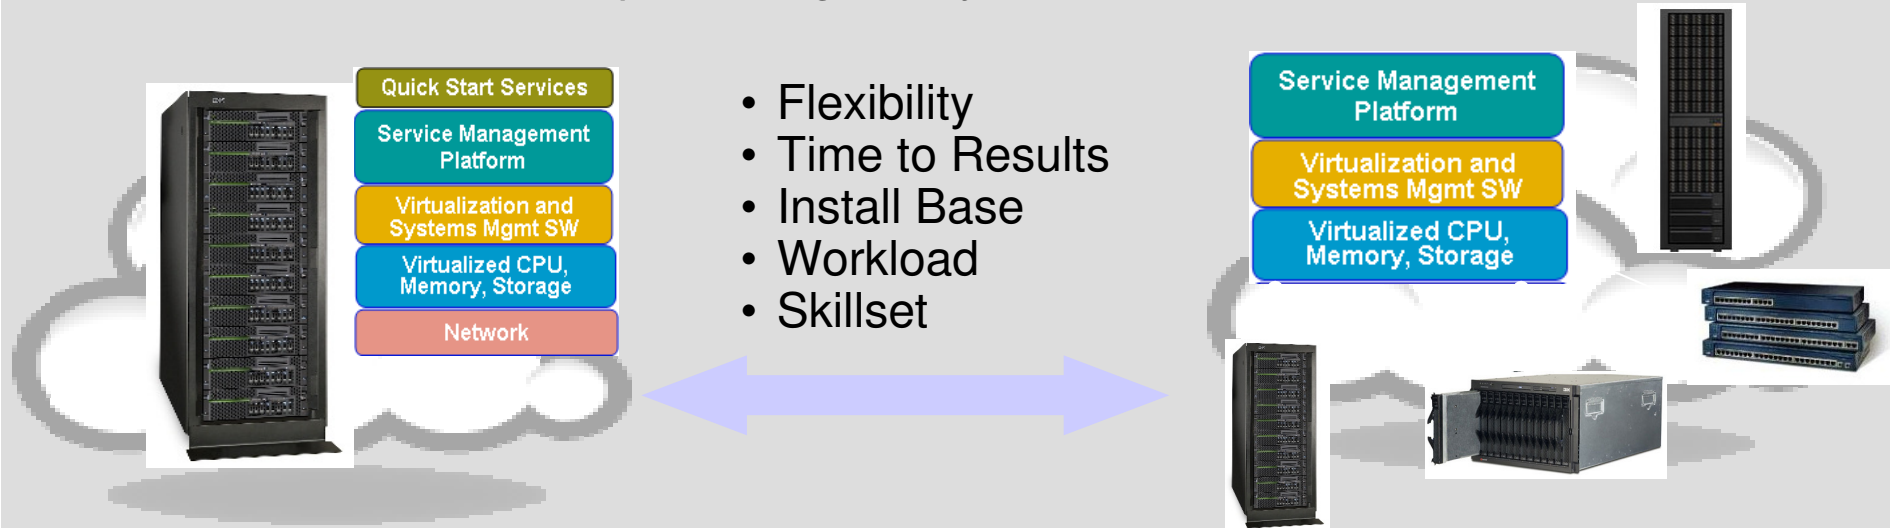 Quick Start Services
Service Management
Platform
Virtualization and
Systems Mgmt SW
Virtualized CPU,
Memory, Storage
Network
• Flexibility
• Time to Results
• Install Base
• Workload
• Skillset
Service Management
Platform
Virtualization and
Systems Mgmt SW
Virtualized CPU,
Memory, Storage